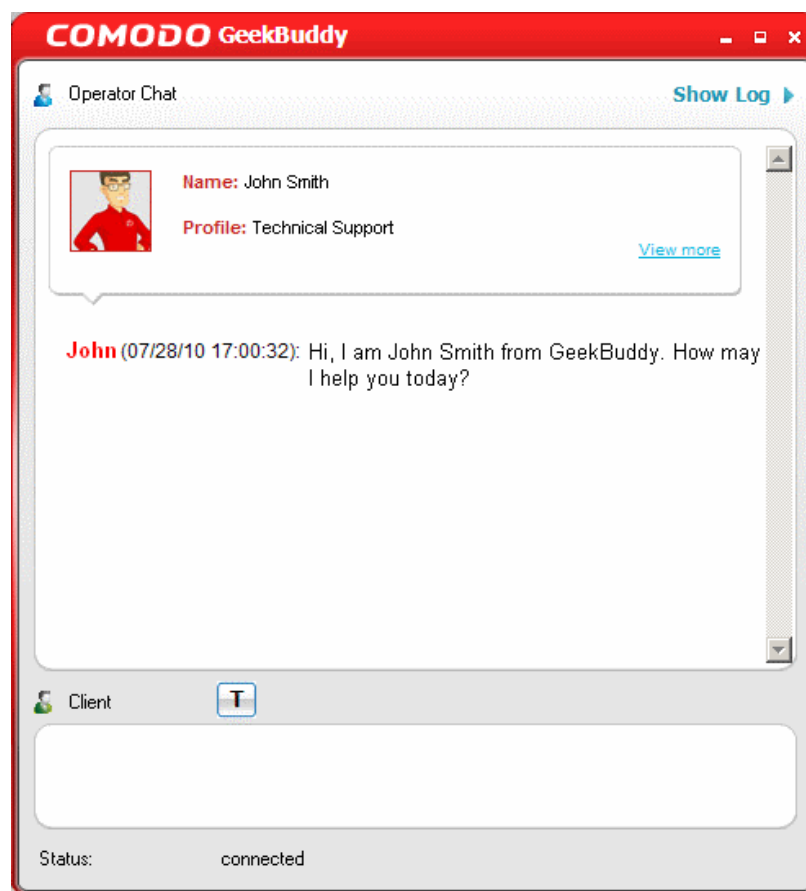 COMODO GeekBuddy
Operator Chat
Show Log
Name: John Smith
Profile: Technical Support
View more
John (07/28/10 17:00:32): Hi, I am John Smith from GeekBuddy. How may
I help you today?
Client
T
Status: connected